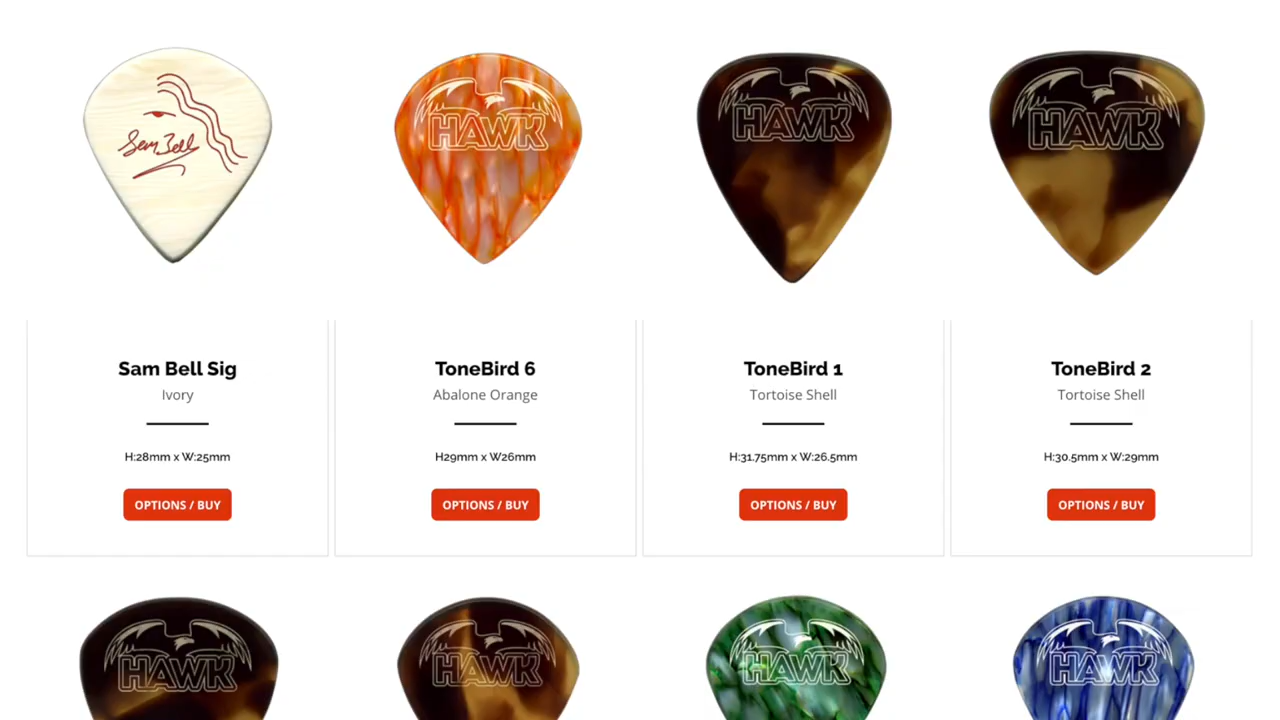 Sam Bell
HAWK
HAWK
HAWK
Sam Bell Sig
Ivory
H:28mm x W:25mm
OPTIONS / BUY
ToneBird 6
Abalone Orange
H29mm x W26mm
OPTIONS / BUY
ToneBird 1
Tortoise Shell
H:31.75mm x W:26.5mm
OPTIONS / BUY
ToneBird 2
Tortoise Shell
H:30.5mm x W:29mm
OPTIONS / BUY
HAWK
HAWK
HAWK
HAWK